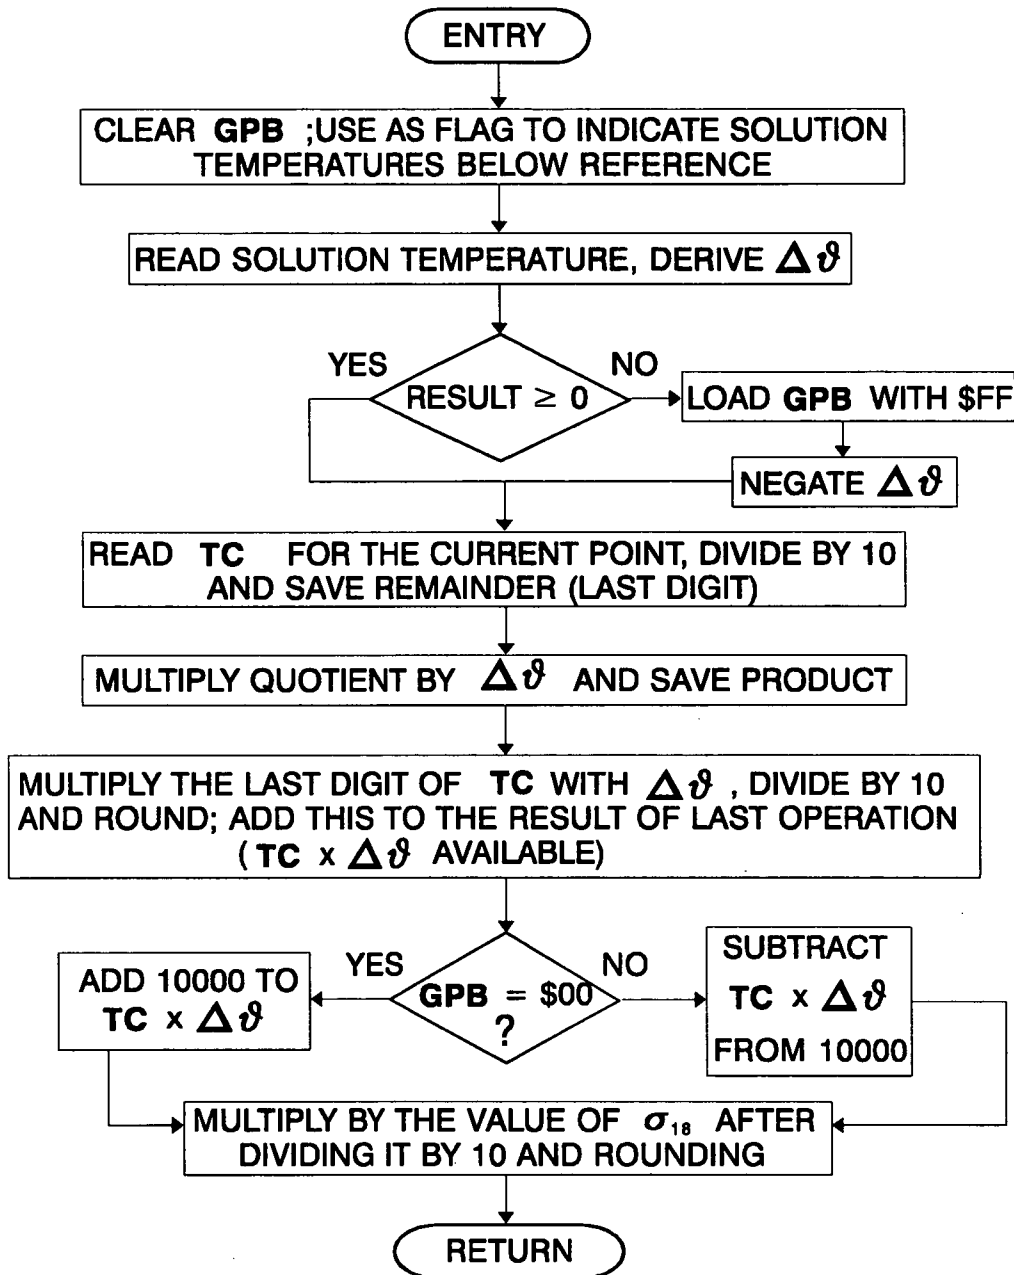 ENTRY
CLEAR GPB ;USE AS FLAG TO INDICATE SOLUTION
TEMPERATURES BELOW REFERENCE
READ SOLUTION TEMPERATURE, DERIVE Δϑ
YES
NO
RESULT ≥ 0
LOAD GPB WITH $FF
NEGATE Δϑ
READ TC FOR THE CURRENT POINT, DIVIDE BY 10
AND SAVE REMAINDER (LAST DIGIT)
MULTIPLY QUOTIENT BY Δϑ AND SAVE PRODUCT
MULTIPLY THE LAST DIGIT OF TC WITH Δϑ , DIVIDE BY 10
AND ROUND; ADD THIS TO THE RESULT OF LAST OPERATION
( TC x Δϑ AVAILABLE)
YES
NO
GPB = $00
?
ADD 10000 TO
TC x Δϑ
SUBTRACT
TC x Δϑ
FROM 10000
MULTIPLY BY THE VALUE OF σ₁₈ AFTER
DIVIDING IT BY 10 AND ROUNDING
RETURN